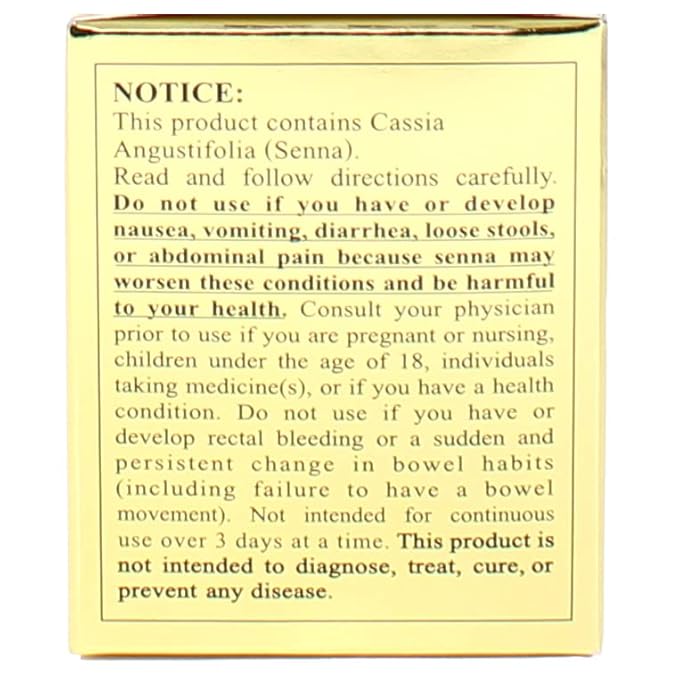 NOTICE:
This product contains Cassia
Angustifolia (Senna).
Read and follow directions carefully.
Do not use if you have or develop
nausea, vomiting, diarrhea, loose stools,
or abdominal pain because senna may
worsen these conditions and be harmful
to your health. Consult your physician
prior to use if you are pregnant or nursing,
children under the age of 18, individuals
taking medicine(s), or if you have a health
condition. Do not use if you have or
develop rectal bleeding or a sudden and
persistent change in bowel habits
(including failure to have a bowel
movement). Not intended for continuous
use over 3 days at a time. This product is
not intended to diagnose, treat, cure, or
prevent any disease.